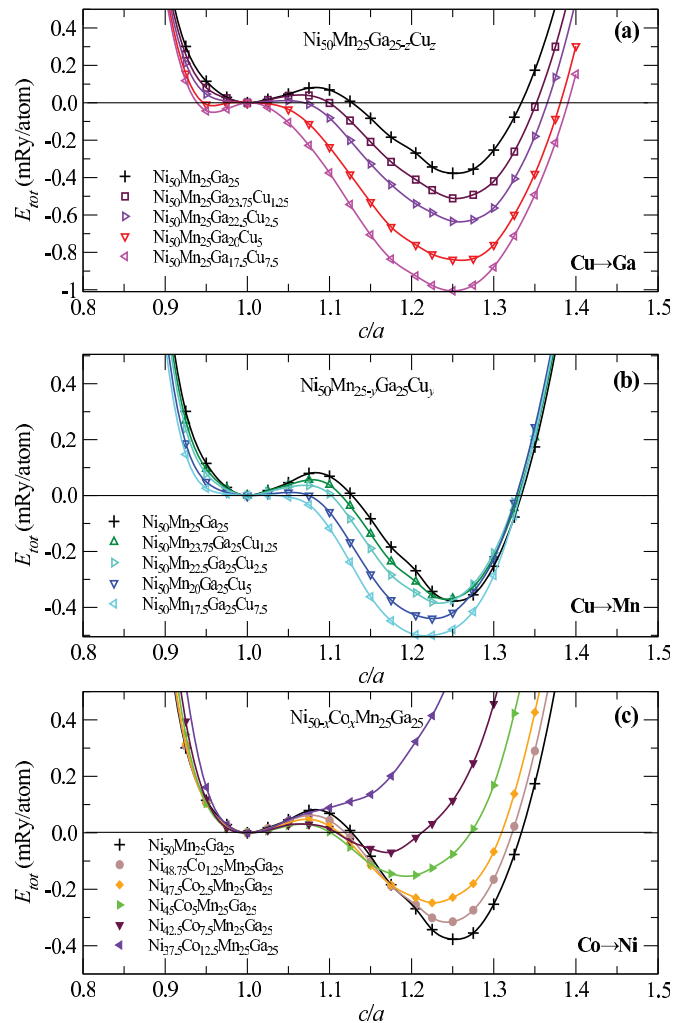 (a)
Ni50Mn25Ga25-zCuz
0.4
0.2
0.0
-0.2
-0.4
-0.6
-0.8
-1
Etot (mRy/atom)
Ni50Mn25Ga25
Ni50Mn25Ga23.75Cu1.25
Ni50Mn25Ga22.5Cu2.5
Ni50Mn25Ga20Cu5
Ni50Mn25Ga17.5Cu7.5
Cu→Ga
0.8 0.9 1.0 1.1 1.2 1.3 1.4 1.5
c/a
(b)
Ni50Mn25-yGa25Cuy
0.4
0.2
0.0
-0.2
-0.4
Etot (mRy/atom)
Ni50Mn25Ga25
Ni50Mn23.75Ga25Cu1.25
Ni50Mn22.5Ga25Cu2.5
Ni50Mn20Ga25Cu5
Ni50Mn17.5Ga25Cu7.5
Cu→Mn
0.8 0.9 1.0 1.1 1.2 1.3 1.4 1.5
c/a
(c)
Ni50-xCoxMn25Ga25
0.4
0.2
0.0
-0.2
-0.4
Etot (mRy/atom)
Ni50Mn25Ga25
Ni48.75Co1.25Mn25Ga25
Ni47.5Co2.5Mn25Ga25
Ni45Co5Mn25Ga25
Ni42.5Co7.5Mn25Ga25
Ni37.5Co12.5Mn25Ga25
Co→Ni
0.8 0.9 1.0 1.1 1.2 1.3 1.4 1.5
c/a